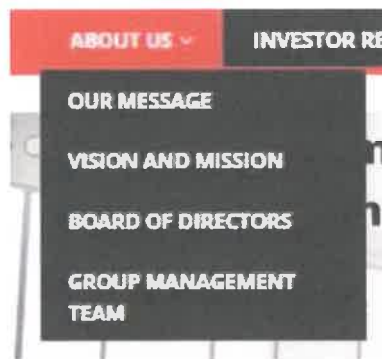 ABOUT US
INVESTOR RE
OUR MESSAGE
VISION AND MISSION
BOARD OF DIRECTORS
GROUP MANAGEMENT
TEAM